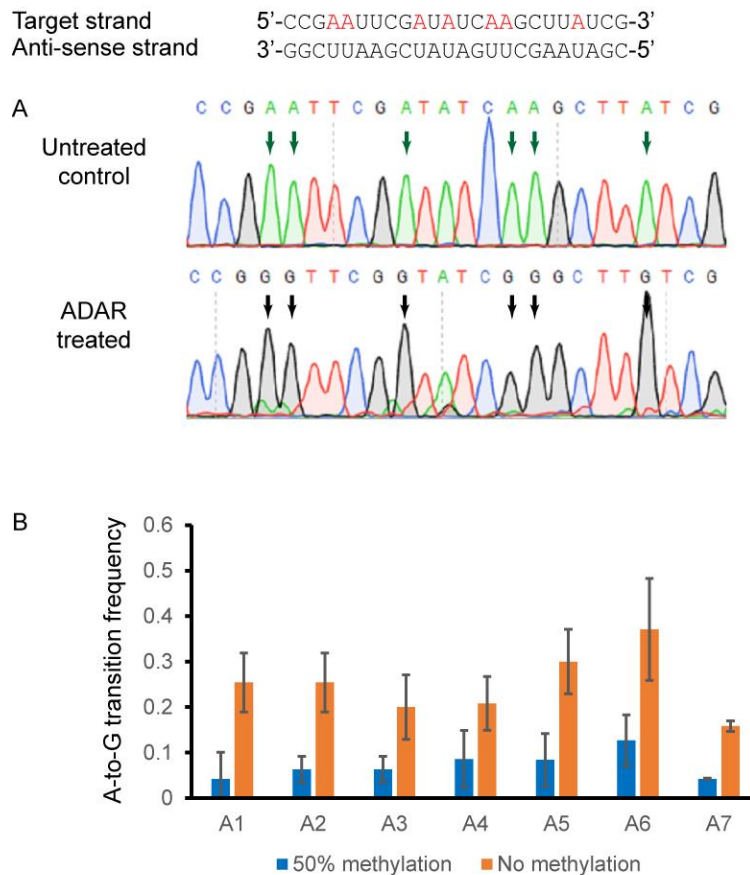 Target strand 5’-CCGAAUUCGAUAUCAAGCUUAUCG-3’
Anti-sense strand 3’-GGCUUAAGCUAUAGUUCGAAUAGC-5’
A
C C G A A T T C G A T A T C A A G C T T A T C G
Untreated
control
C C G G G T T C G G T A T C G G G C T T G T C G
ADAR
treated
B
A-to-G transition frequency
0.6
0.5
0.4
0.3
0.2
0.1
0
A1 A2 A3 A4 A5 A6 A7
50% methylation No methylation